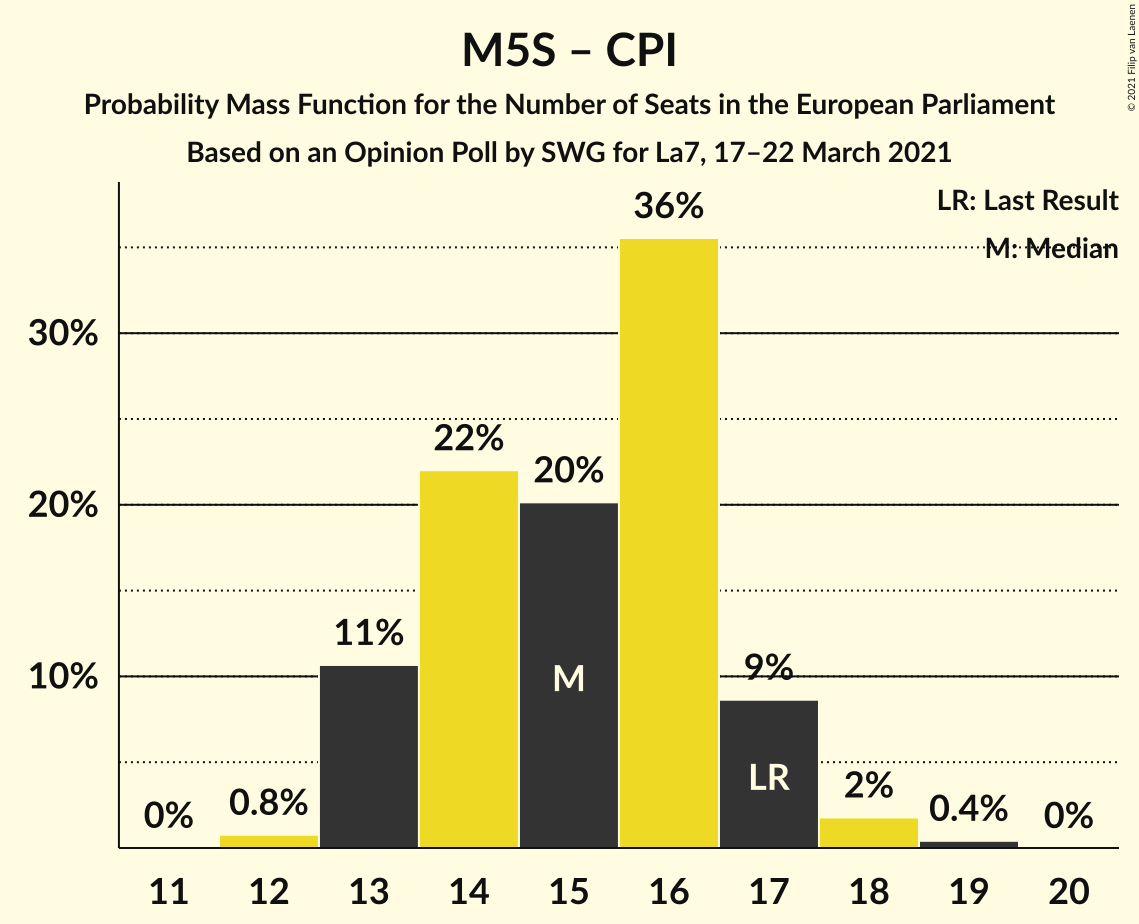 M5S – CPI
Probability Mass Function for the Number of Seats in the European Parliament
Based on an Opinion Poll by SWG for La7, 17–22 March 2021
© 2021 Filip van Laenen
LR: Last Result
M: Median
30%
20%
10%
0%
0.8%
11%
22%
20%
36%
9%
2%
0.4%
0%
M
LR
11 12 13 14 15 16 17 18 19 20